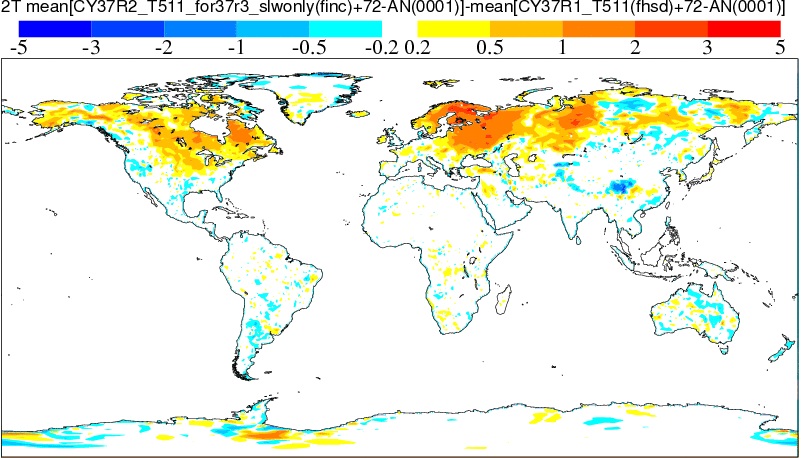 2T mean[CY37R2_T511_for37r3_slwonly(finc)+72-AN(0001)]-mean[CY37R1_T511(fhsd)+72-AN(0001)]
-5 -3 -2 -1 -0.5 -0.2 0.2 0.5 1 2 3 5